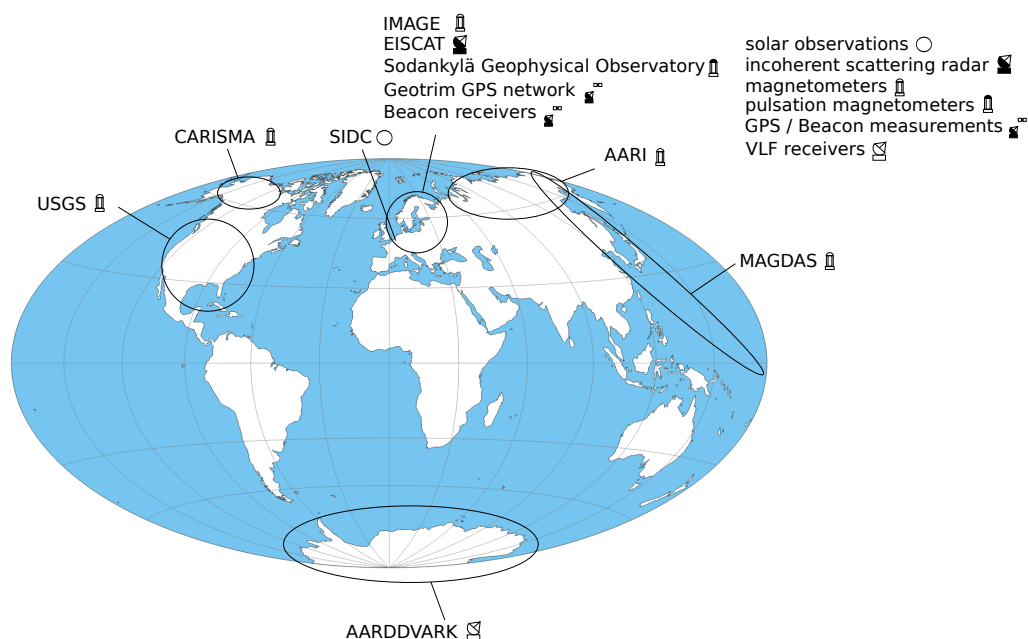 IMAGE
EISCAT
Sodankylä Geophysical Observatory
Geotrim GPS network
Beacon receivers
solar observations
incoherent scattering radar
magnetometers
pulsation magnetometers
GPS / Beacon measurements
VLF receivers
CARISMA
SIDC
AARI
USGS
MAGDAS
AARDDVARK